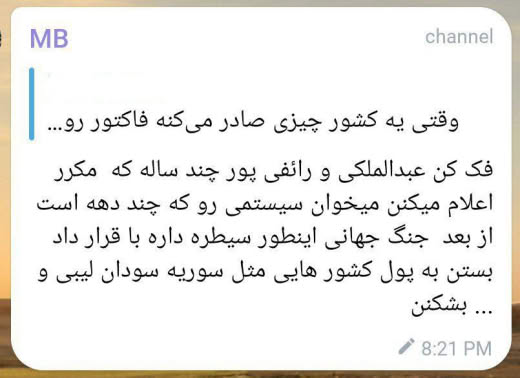 MB
channel
وقتی یه کشور چیزی صادر می‌کنه فاکتور رو...
فک کن عبدالملکی و رائفی پور چند ساله که مکرر
اعلام میکنن میخوان سیستمی رو که چند دهه است
از بعد جنگ جهانی اینطور سیطره داره با قرار داد
بستن به پول کشور هایی مثل سوریه سودان لیبی و
... بشکنن
8:21 PM